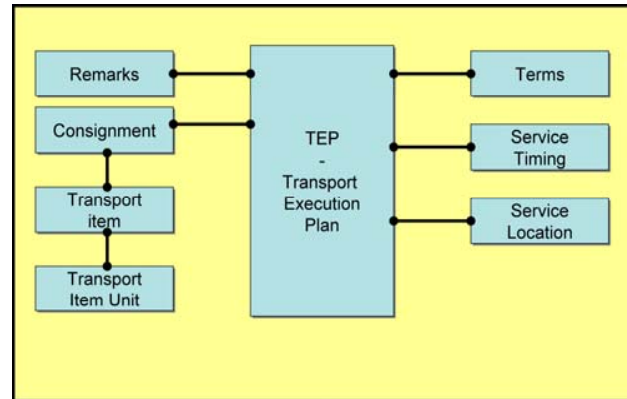 Remarks
Consignment
Transport
item
Transport
Item Unit
TEP
-
Transport
Execution
Plan
Terms
Service
Timing
Service
Location